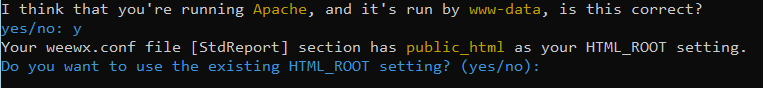 I think that you're running Apache, and it's run by www-data, is this correct?
yes/no: y
Your weewx.conf file [StdReport] section has public_html as your HTML_ROOT setting.
Do you want to use the existing HTML_ROOT setting? (yes/no):